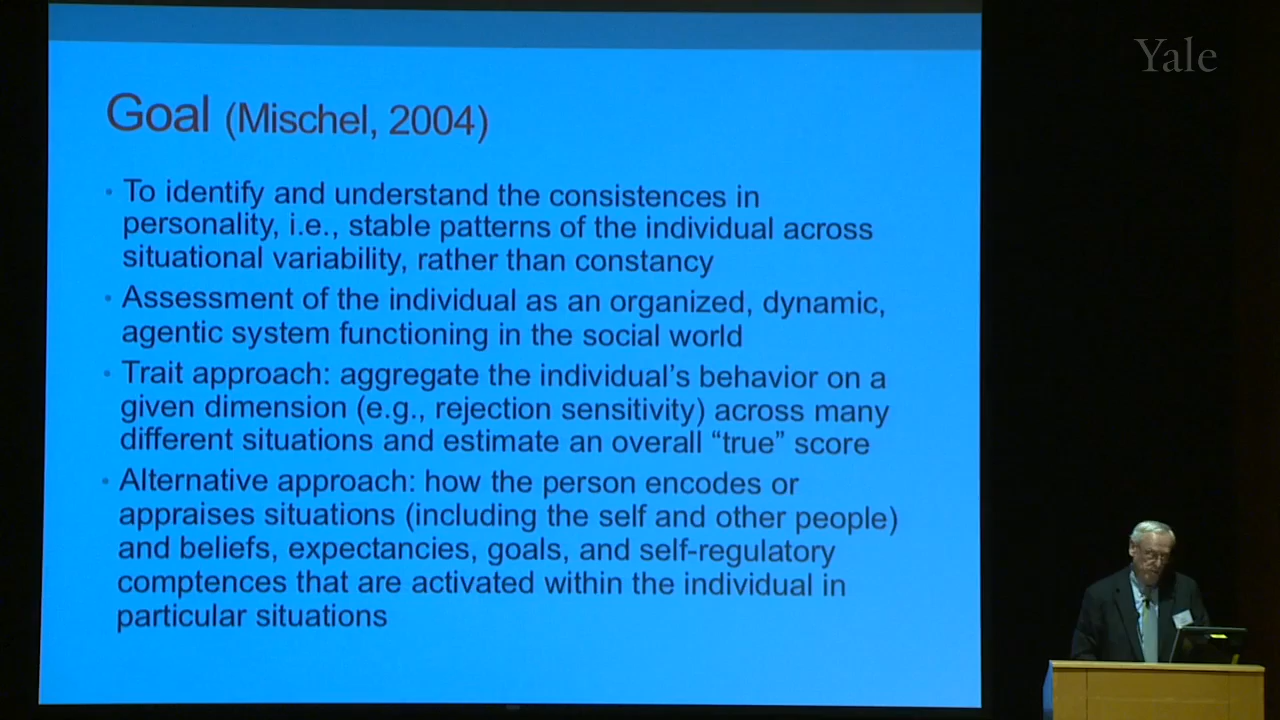 Yale
Goal (Mischel, 2004)
• To identify and understand the consistences in
personality, i.e., stable patterns of the individual across
situational variability, rather than constancy
• Assessment of the individual as an organized, dynamic,
agentic system functioning in the social world
• Trait approach: aggregate the individual's behavior on a
given dimension (e.g., rejection sensitivity) across many
different situations and estimate an overall “true” score
• Alternative approach: how the person encodes or
appraises situations (including the self and other people)
and beliefs, expectancies, goals, and self-regulatory
comptences that are activated within the individual in
particular situations